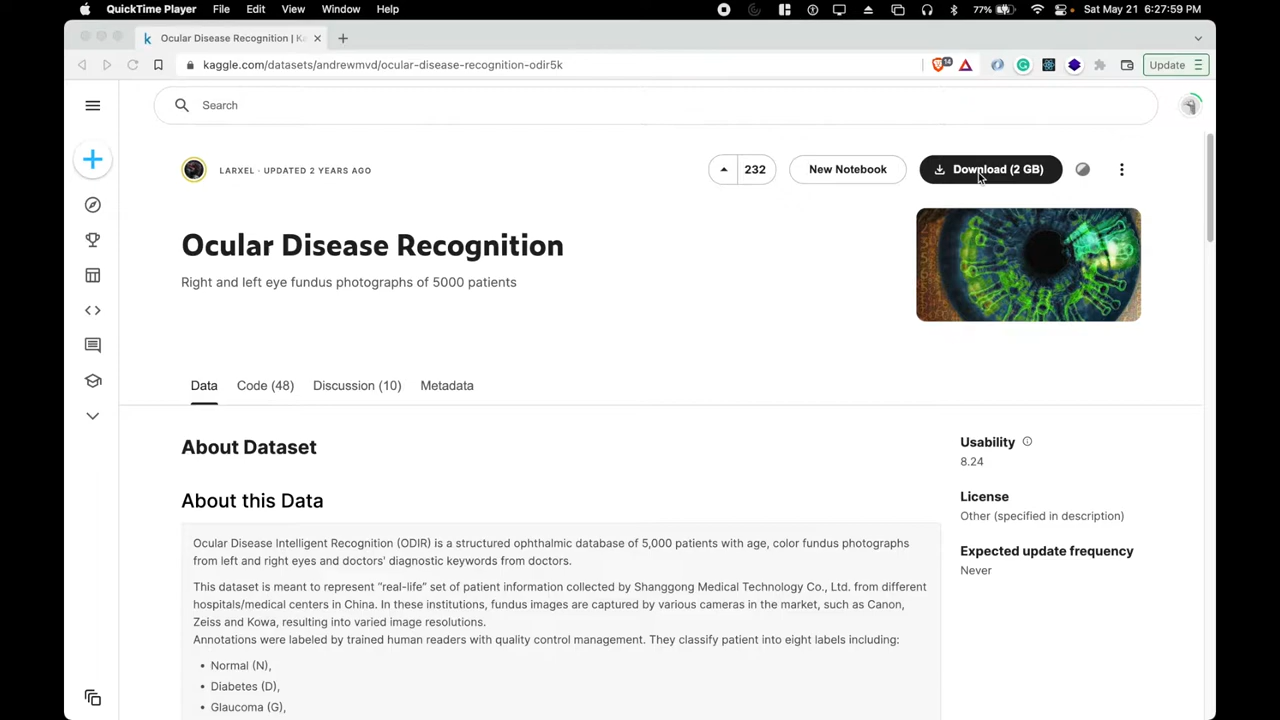 QuickTime Player File Edit View Window Help 77% Sat May 21 6:27:59 PM
Ocular Disease Recognition | Ka
kaggle.com/datasets/andrewmvd/ocular-disease-recognition-odir5k
14
Update
Search
LARXEL · UPDATED 2 YEARS AGO
232
New Notebook
Download (2 GB)
Ocular Disease Recognition
Right and left eye fundus photographs of 5000 patients
Data Code (48) Discussion (10) Metadata
About Dataset
About this Data
Ocular Disease Intelligent Recognition (ODIR) is a structured ophthalmic database of 5,000 patients with age, color fundus photographs
from left and right eyes and doctors' diagnostic keywords from doctors.
This dataset is meant to represent "real-life" set of patient information collected by Shanggong Medical Technology Co., Ltd. from different
hospitals/medical centers in China. In these institutions, fundus images are captured by various cameras in the market, such as Canon,
Zeiss and Kowa, resulting into varied image resolutions.
Annotations were labeled by trained human readers with quality control management. They classify patient into eight labels including:
• Normal (N),
• Diabetes (D),
• Glaucoma (G),
Usability
8.24
License
Other (specified in description)
Expected update frequency
Never